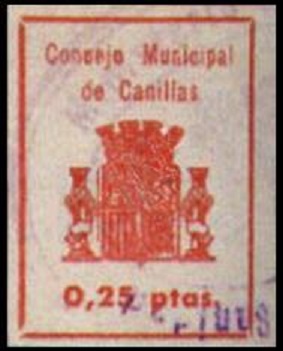 Consejo Municipal
de Canillas
0,25 ptas.